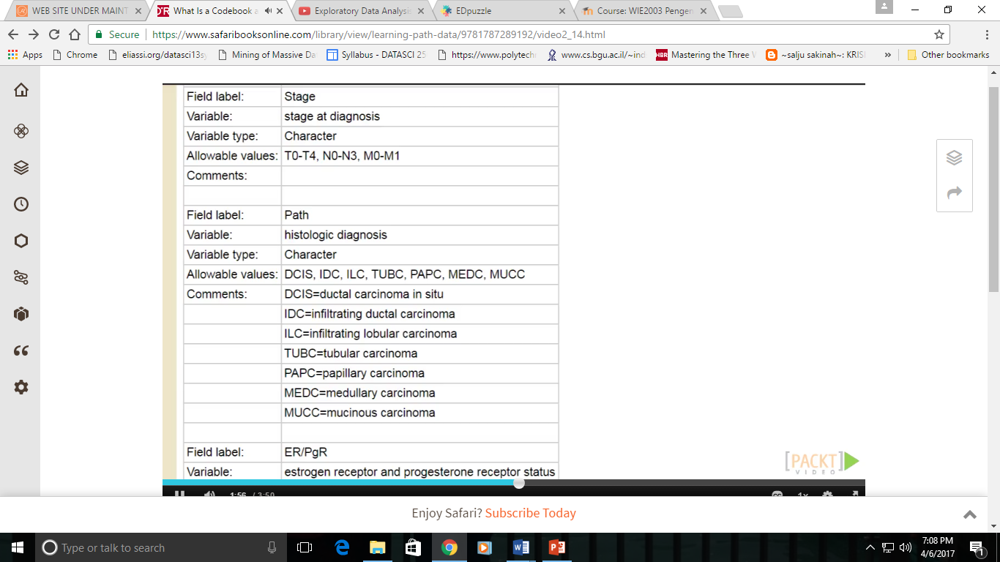 WEB SITE UNDER MAINT
What Is a Codebook a
Exploratory Data Analysis
EDpuzzle
Course: WIE2003 Pengen
Secure https://www.safaribooksonline.com/library/view/learning-path-data/9781787289192/video2_14.html
Apps Chrome eliassi.org/datasci13sy Mining of Massive Da Syllabus - DATASCI 25 https://www.polytech www.cs.bgu.ac.il/~ind HBR Mastering the Three W ~salju sakinah~: KRIS » Other bookmarks
Field label: Stage
Variable: stage at diagnosis
Variable type: Character
Allowable values: T0-T4, N0-N3, M0-M1
Comments:
Field label: Path
Variable: histologic diagnosis
Variable type: Character
Allowable values: DCIS, IDC, ILC, TUBC, PAPC, MEDC, MUCC
Comments: DCIS=ductal carcinoma in situ
IDC=infiltrating ductal carcinoma
ILC=infiltrating lobular carcinoma
TUBC=tubular carcinoma
PAPC=papillary carcinoma
MEDC=medullary carcinoma
MUCC=mucinous carcinoma
Field label: ER/PgR
Variable: estrogen receptor and progesterone receptor status
[PACKT]
VIDEO
1:56 / 3:50 1x
Enjoy Safari? Subscribe Today
Type or talk to search
7:08 PM
4/6/2017
1